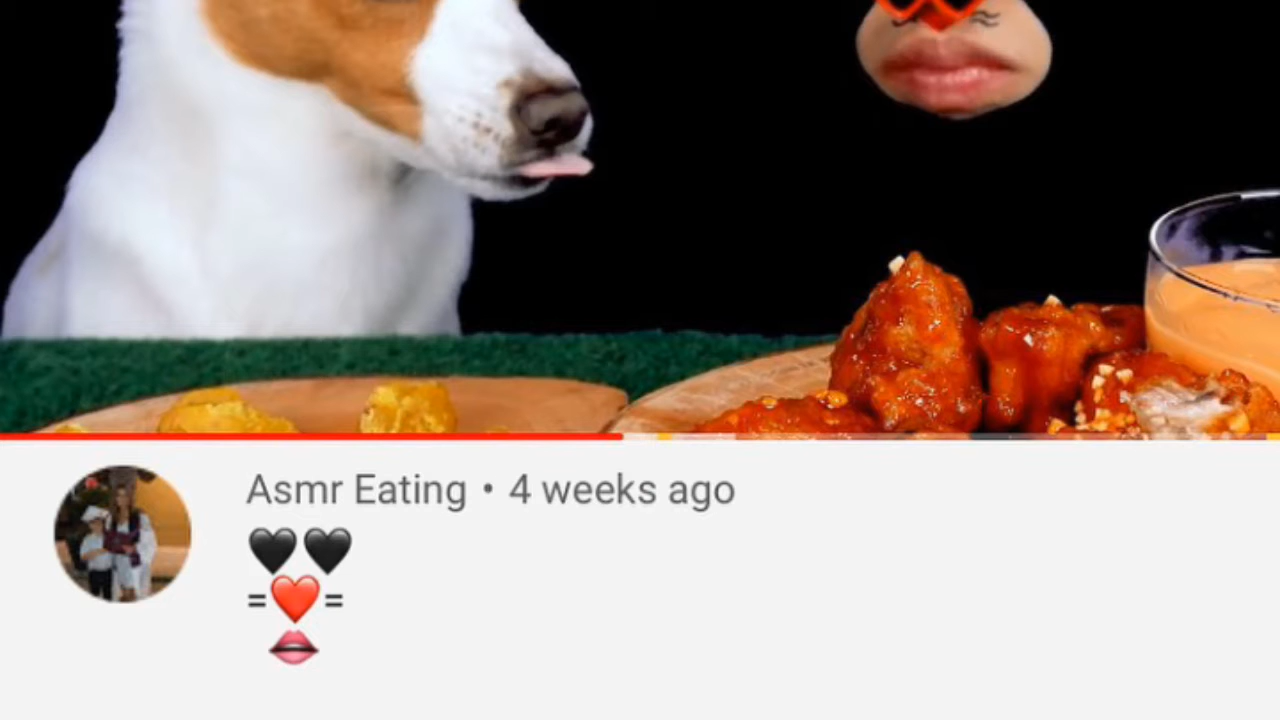 Asmr Eating • 4 weeks ago
🖤🖤
=❤️=
👄